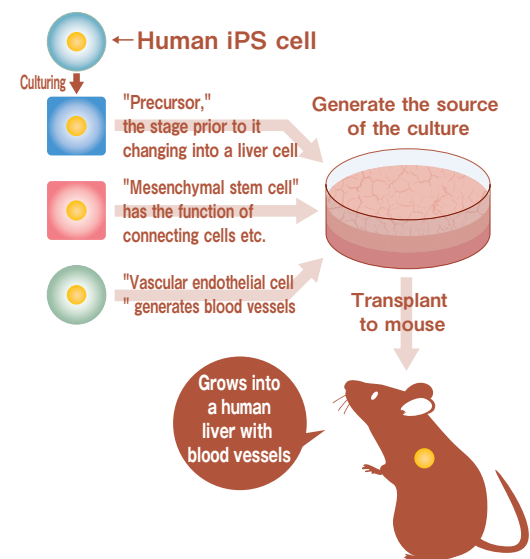 Human iPS cell
Culturing
"Precursor,"
the stage prior to it
changing into a liver cell
"Mesenchymal stem cell"
has the function of
connecting cells etc.
"Vascular endothelial cell
" generates blood vessels
Generate the source
of the culture
Transplant
to mouse
Grows into
a human
liver with
blood vessels